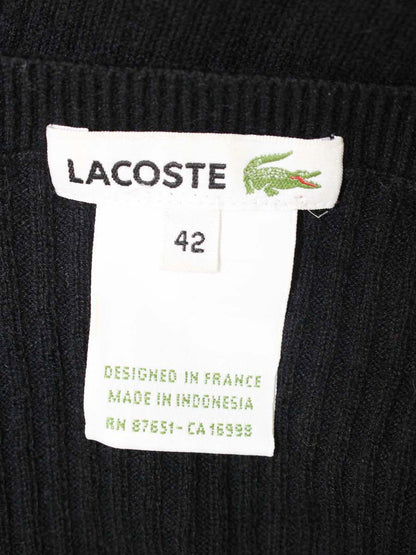 LACOSTE
42
DESIGNED IN FRANCE
MADE IN INDONESIA
RN 87651-CA 16998